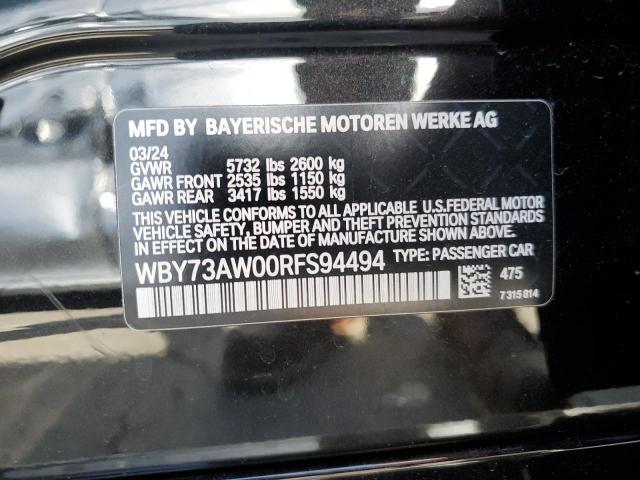 MFD BY BAYERISCHE MOTOREN WERKE AG
03/24
GVWR 5732 lbs 2600 kg
GAWR FRONT 2535 lbs 1150 kg
GAWR REAR 3417 lbs 1550 kg
THIS VEHICLE CONFORMS TO ALL APPLICABLE U.S.FEDERAL MOTOR
VEHICLE SAFETY, BUMPER AND THEFT PREVENTION STANDARDS
IN EFFECT ON THE DATE OF MANUFACTURE SHOWN ABOVE.
WBY73AW00RFS94494 TYPE: PASSENGER CAR
475
7315814